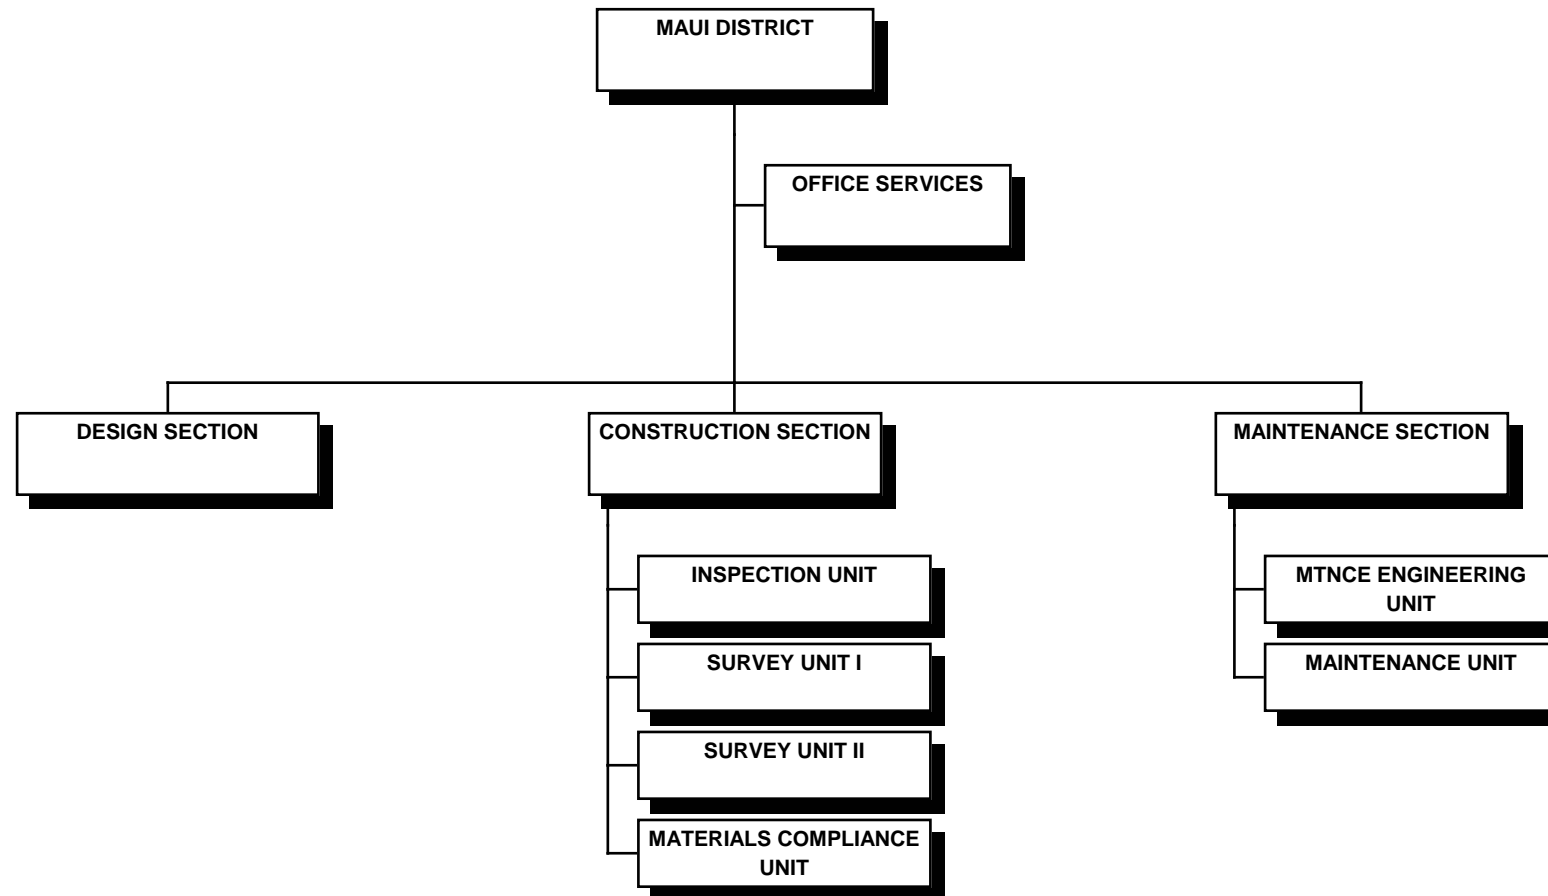 MAUI DISTRICT
OFFICE SERVICES
DESIGN SECTION
CONSTRUCTION SECTION
MAINTENANCE SECTION
INSPECTION UNIT
SURVEY UNIT I
SURVEY UNIT II
MATERIALS COMPLIANCE
UNIT
MTNCE ENGINEERING
UNIT
MAINTENANCE UNIT